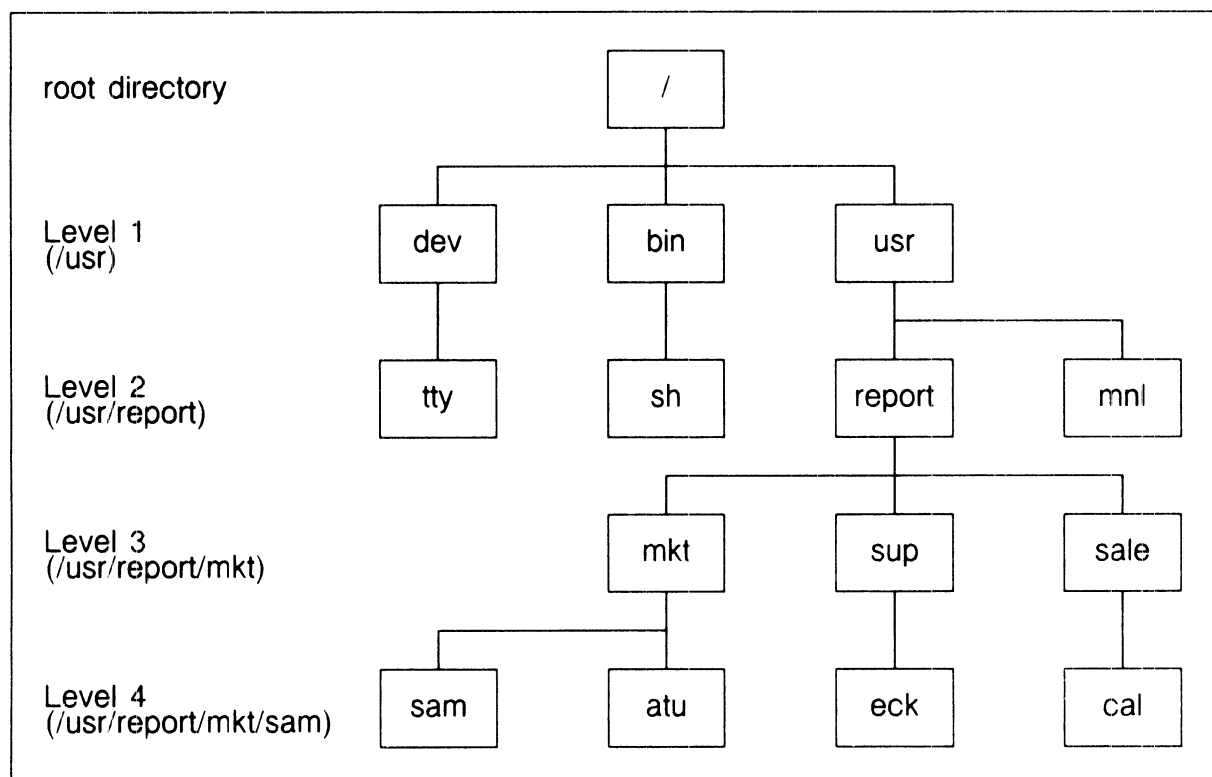 root directory
/
Level 1
(/usr)
dev
bin
usr
Level 2
(/usr/report)
tty
sh
report
mnl
Level 3
(/usr/report/mkt)
mkt
sup
sale
Level 4
(/usr/report/mkt/sam)
sam
atu
eck
cal